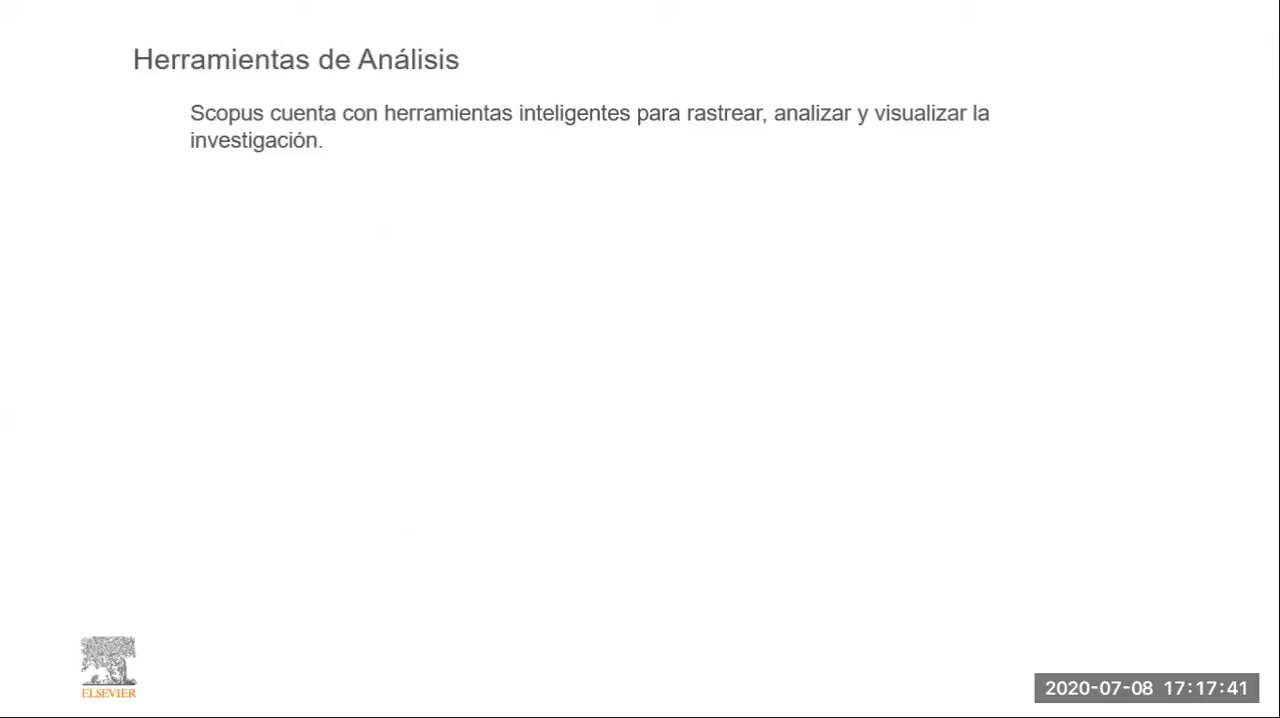 Herramientas de Análisis
Scopus cuenta con herramientas inteligentes para rastrear, analizar y visualizar la
investigación.
ELSEVIER
2020-07-08 17:17:41